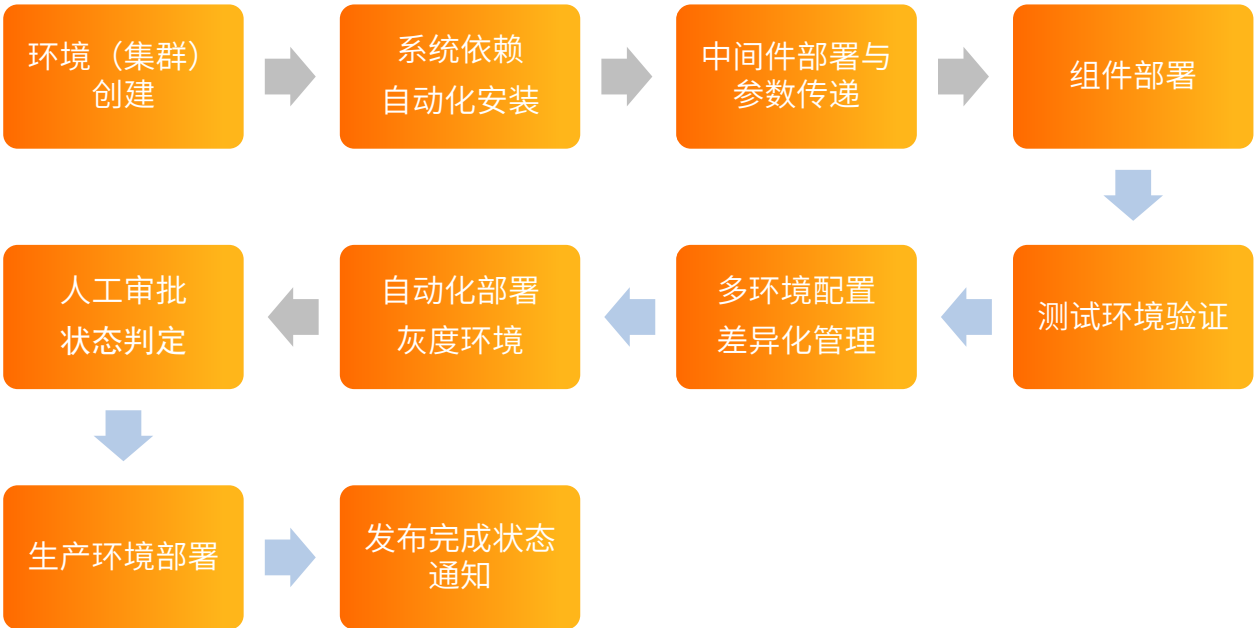 环境（集群）
创建
系统依赖
自动化安装
中间件部署与
参数传递
组件部署
测试环境验证
多环境配置
差异化管理
自动化部署
灰度环境
人工审批
状态判定
生产环境部署
发布完成状态
通知